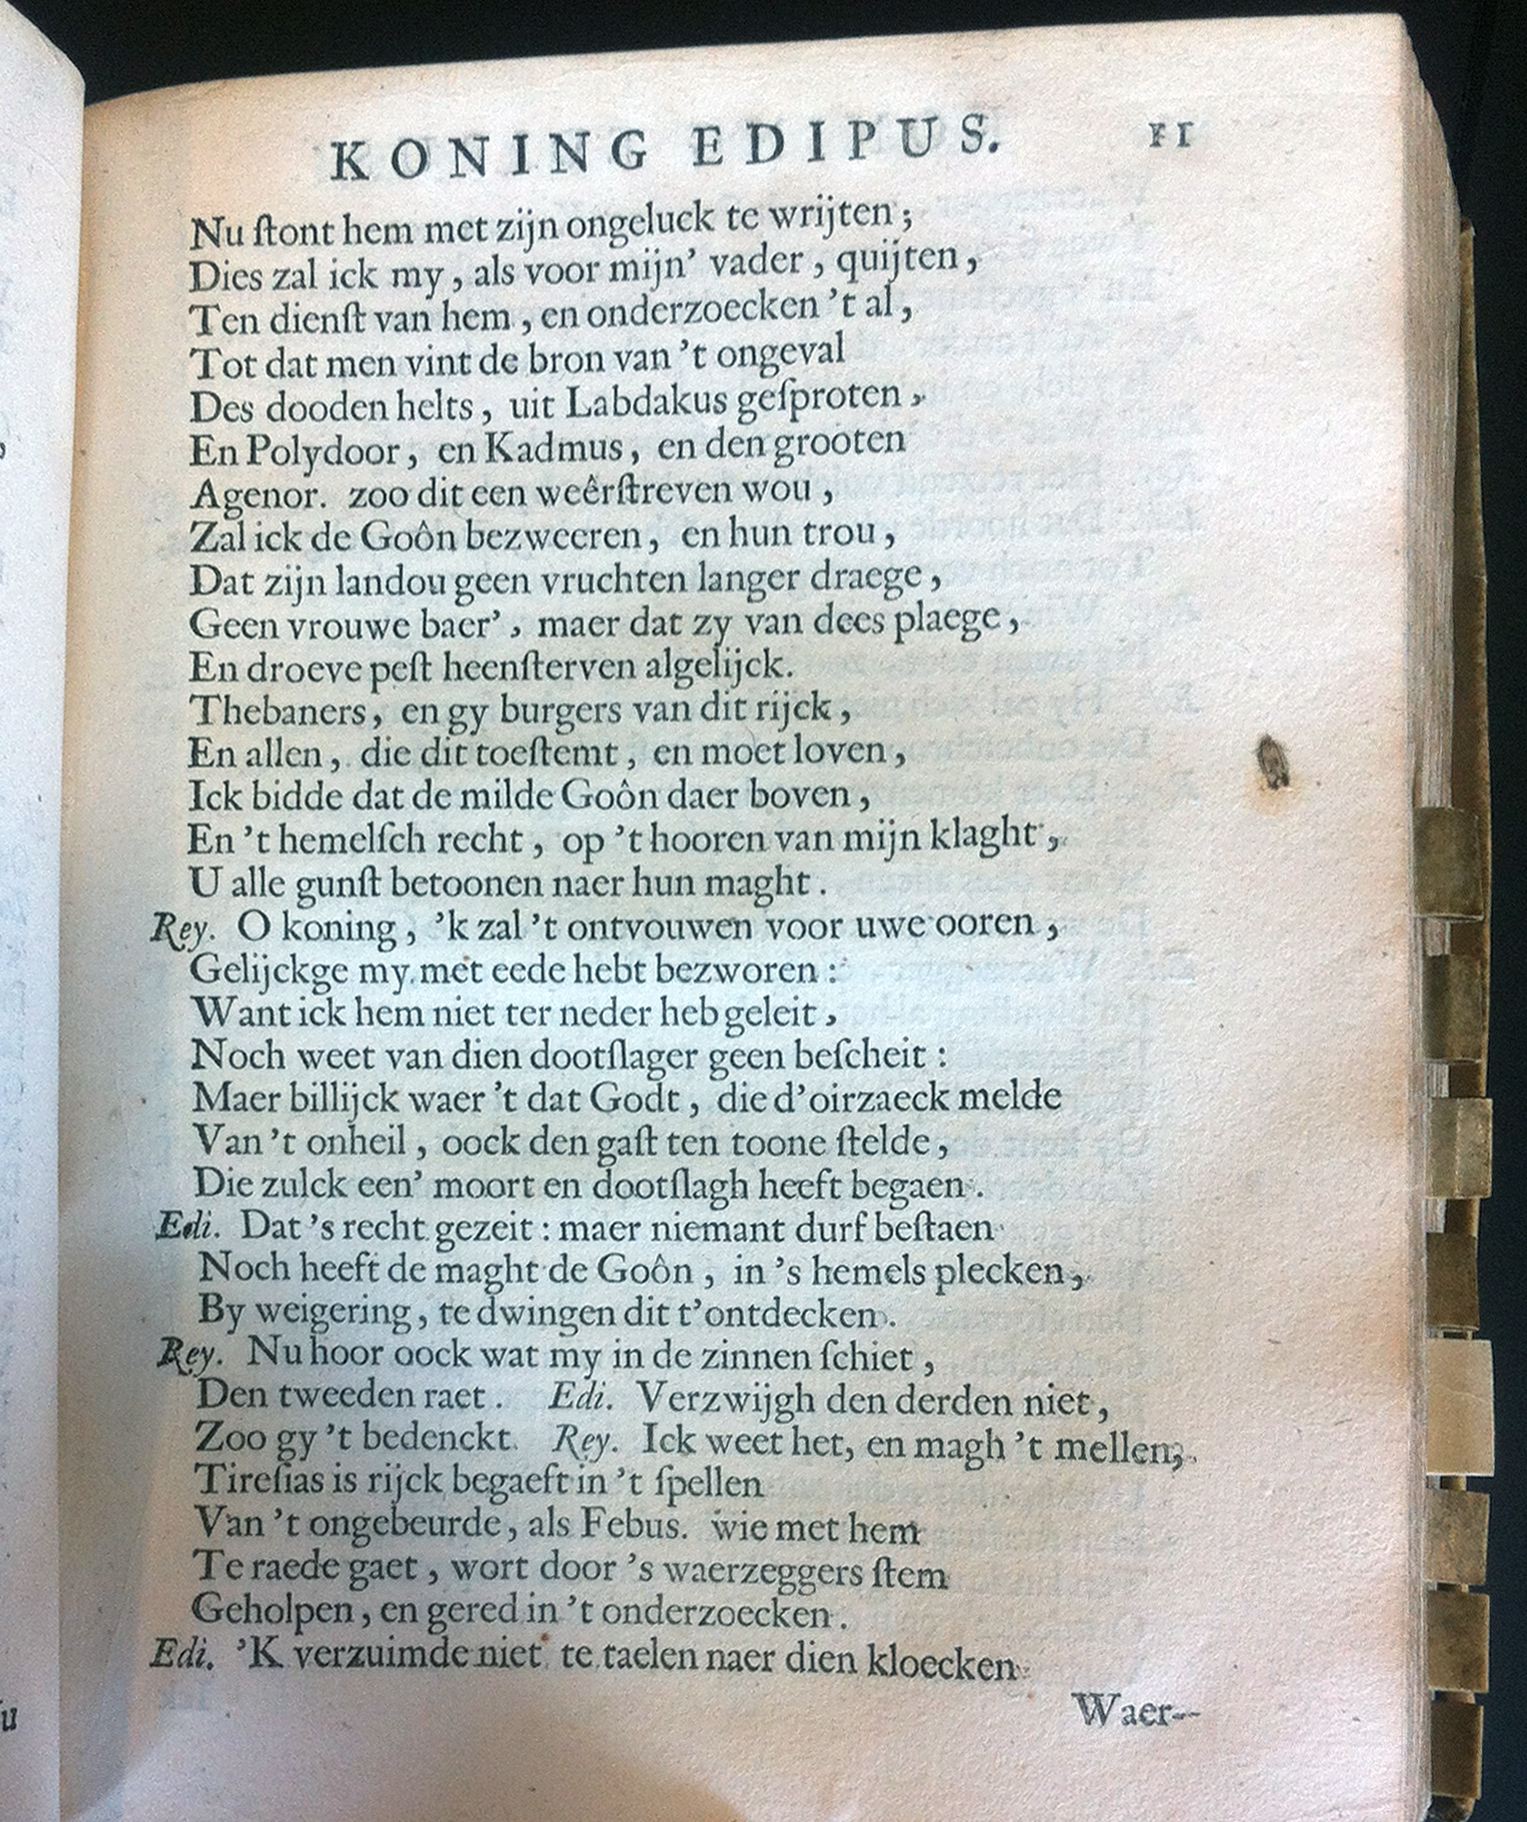 KONING EDIPUS. 11
Nu ſtont hem met zijn ongeluck te wrijten;
Dies zal ick my, als voor mijn' vader, quijten,
Ten dienſt van hem, en onderzoecken 't al,
Tot dat men vint de bron van 't ongeval
Des dooden helts, uit Labdakus geſproten,
En Polydoor, en Kadmus, en den grooten
Agenor. zoo dit een weêrſtreven wou,
Zal ick de Goôn bezweeren, en hun trou,
Dat zijn landou geen vruchten langer draege,
Geen vrouwe baer', maer dat zy van dees plaege,
En droeve peſt heenſterven algelijck.
Thebaners, en gy burgers van dit rijck,
En allen, die dit toeſtemt, en moet loven,
Ick bidde dat de milde Goôn daer boven,
En 't hemelſch recht, op 't hooren van mijn klaght,
U alle gunſt betoonen naer hun maght.
Rey. O koning, 'k zal 't ontvouwen voor uwe ooren,
Gelijckge my met eede hebt bezworen:
Want ick hem niet ter neder heb geleit,
Noch weet van dien dootſlager geen beſcheit:
Maer billijck waer 't dat Godt, die d'oirzaeck melde
Van 't onheil, oock den gaſt ten toone ſtelde,
Die zulck een' moort en dootſlagh heeft begaen.
Edi. Dat 's recht gezeit: maer niemant durf beſtaen
Noch heeft de maght de Goôn, in 's hemels plecken,
By weigering, te dwingen dit t'ontdecken.
Rey. Nu hoor oock wat my in de zinnen ſchiet,
Den tweeden raet. Edi. Verzwijgh den derden niet,
Zoo gy 't bedenckt. Rey. Ick weet het, en magh 't mellen,
Tireſias is rijck begaeft in 't ſpellen
Van 't ongebeurde, als Febus. wie met hem
Te raede gaet, wort door 's waerzeggers ſtem
Geholpen, en gered in 't onderzoecken.
Edi. 'K verzuimde niet te taelen naer dien kloecken
Waer--